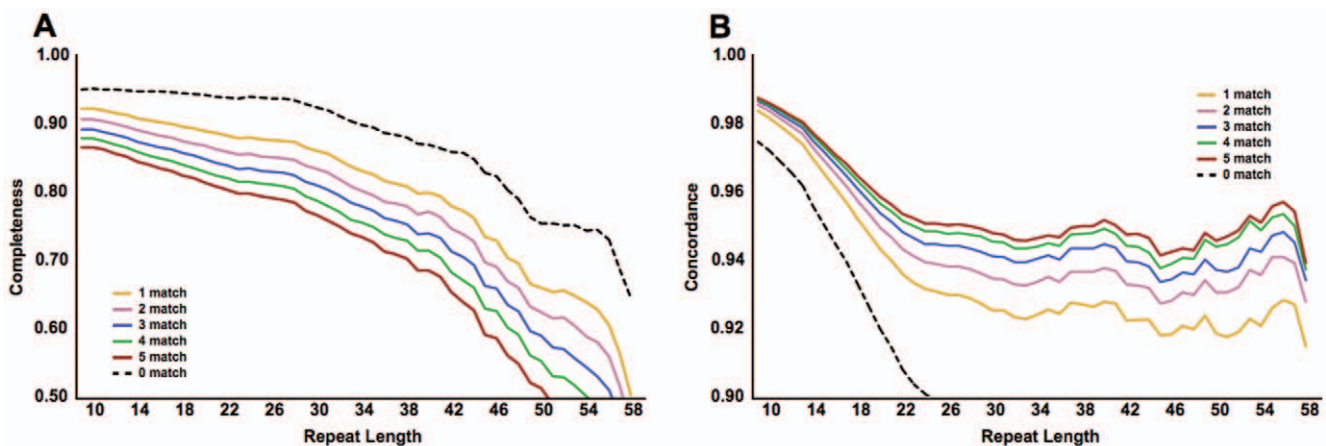 A
1.00
0.90
0.80
0.70
0.60
0.50
Completeness
1 match
2 match
3 match
4 match
5 match
0 match
10 14 18 22 26 30 34 38 42 46 50 54 58
Repeat Length
B
1.00
0.98
0.96
0.94
0.92
0.90
Concordance
1 match
2 match
3 match
4 match
5 match
0 match
10 14 18 22 26 30 34 38 42 46 50 54 58
Repeat Length